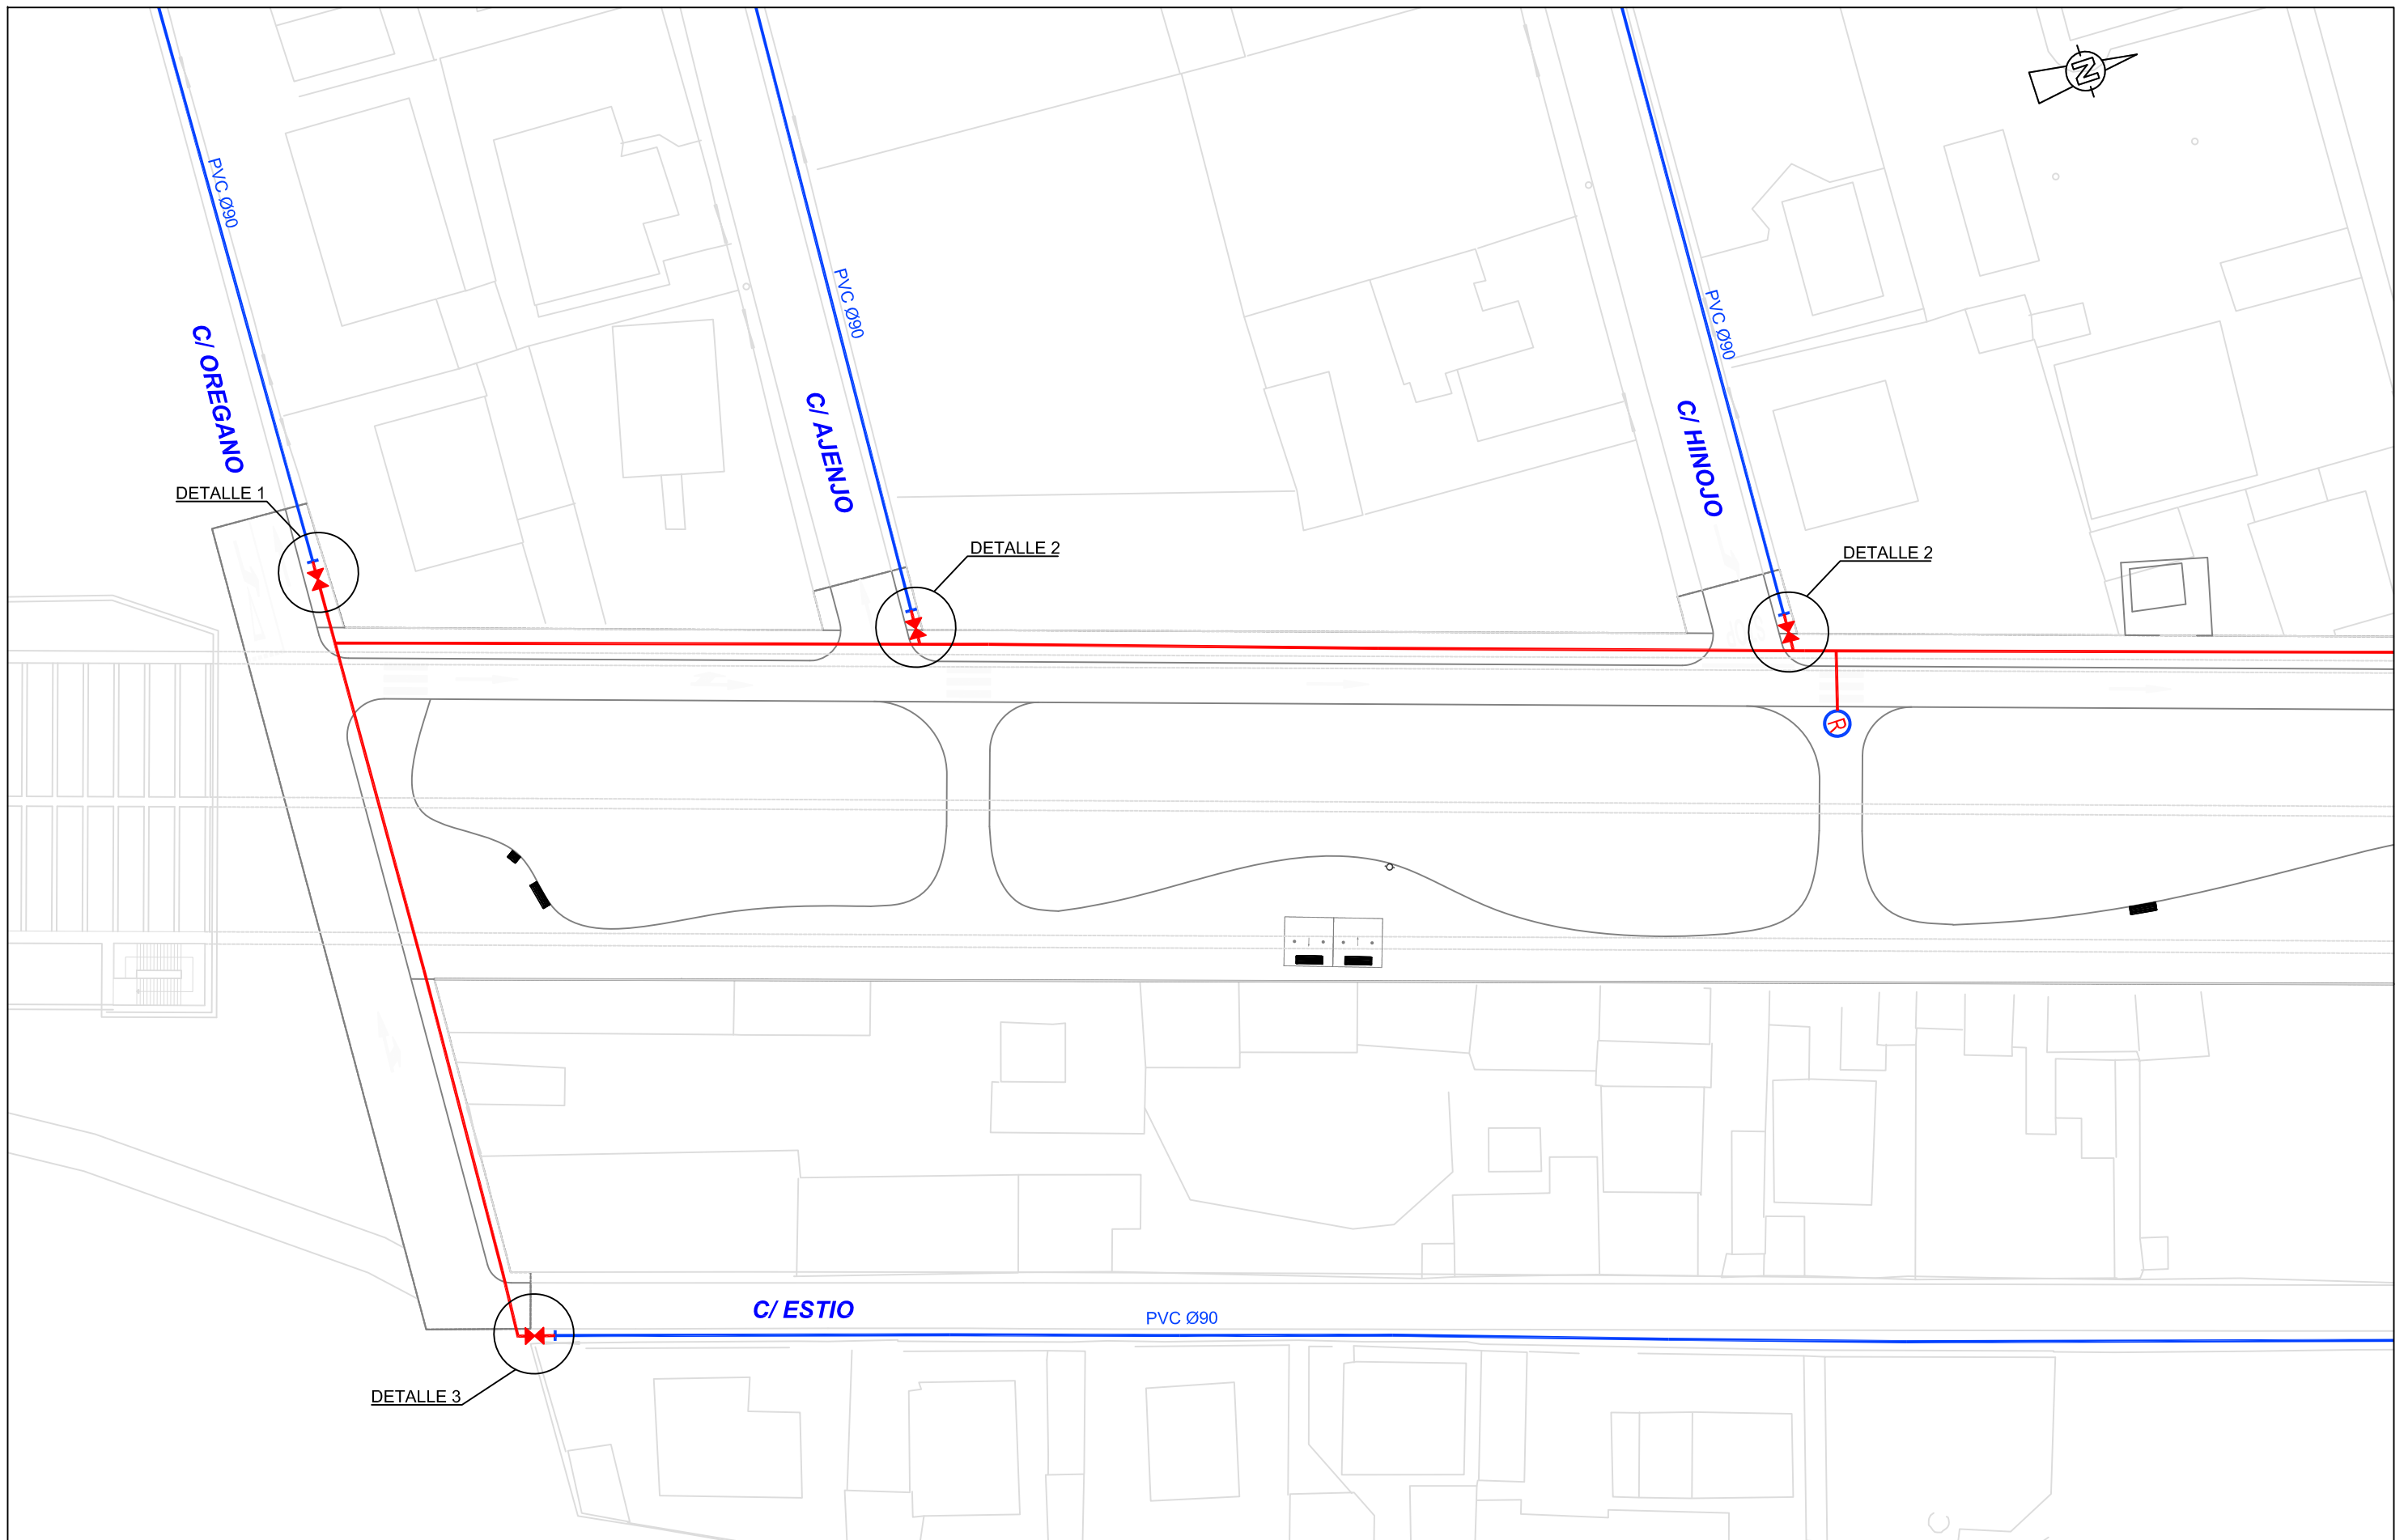 N
PVC Ø90
PVC Ø90
PVC Ø90
C/ OREGANO
C/ AJENJO
C/ HINOJO
DETALLE 1
DETALLE 2
DETALLE 2
R
C/ ESTIO
PVC Ø90
DETALLE 3